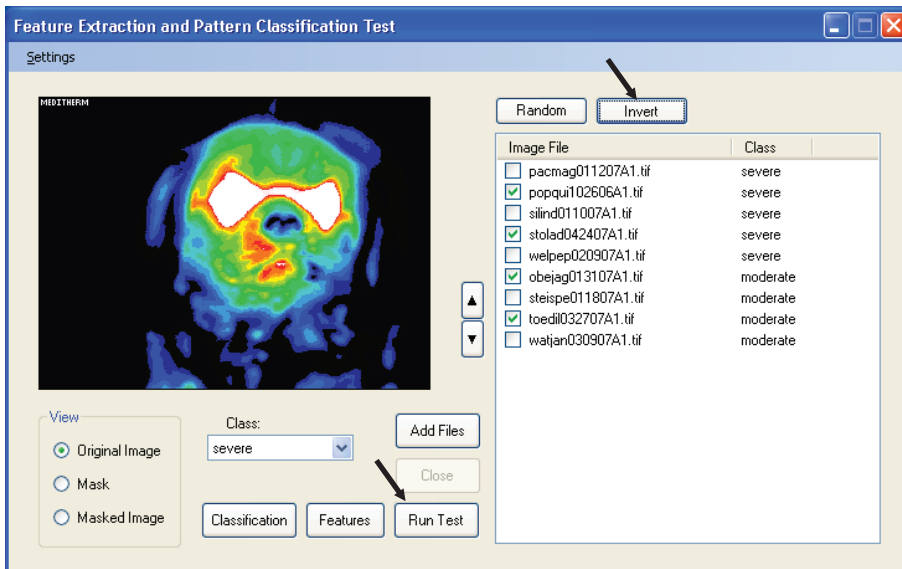 Feature Extraction and Pattern Classification Test
Settings
MEDITHERM
Random
Invert
Image File Class
pacmag011207A1.tif severe
popqui102606A1.tif severe
silind011007A1.tif severe
stolad042407A1.tif severe
welpep020907A1.tif severe
obejag013107A1.tif moderate
steispe011807A1.tif moderate
toedil032707A1.tif moderate
watjan030907A1.tif moderate
View
Original Image
Mask
Masked Image
Class:
severe
Add Files
Close
Classification
Features
Run Test